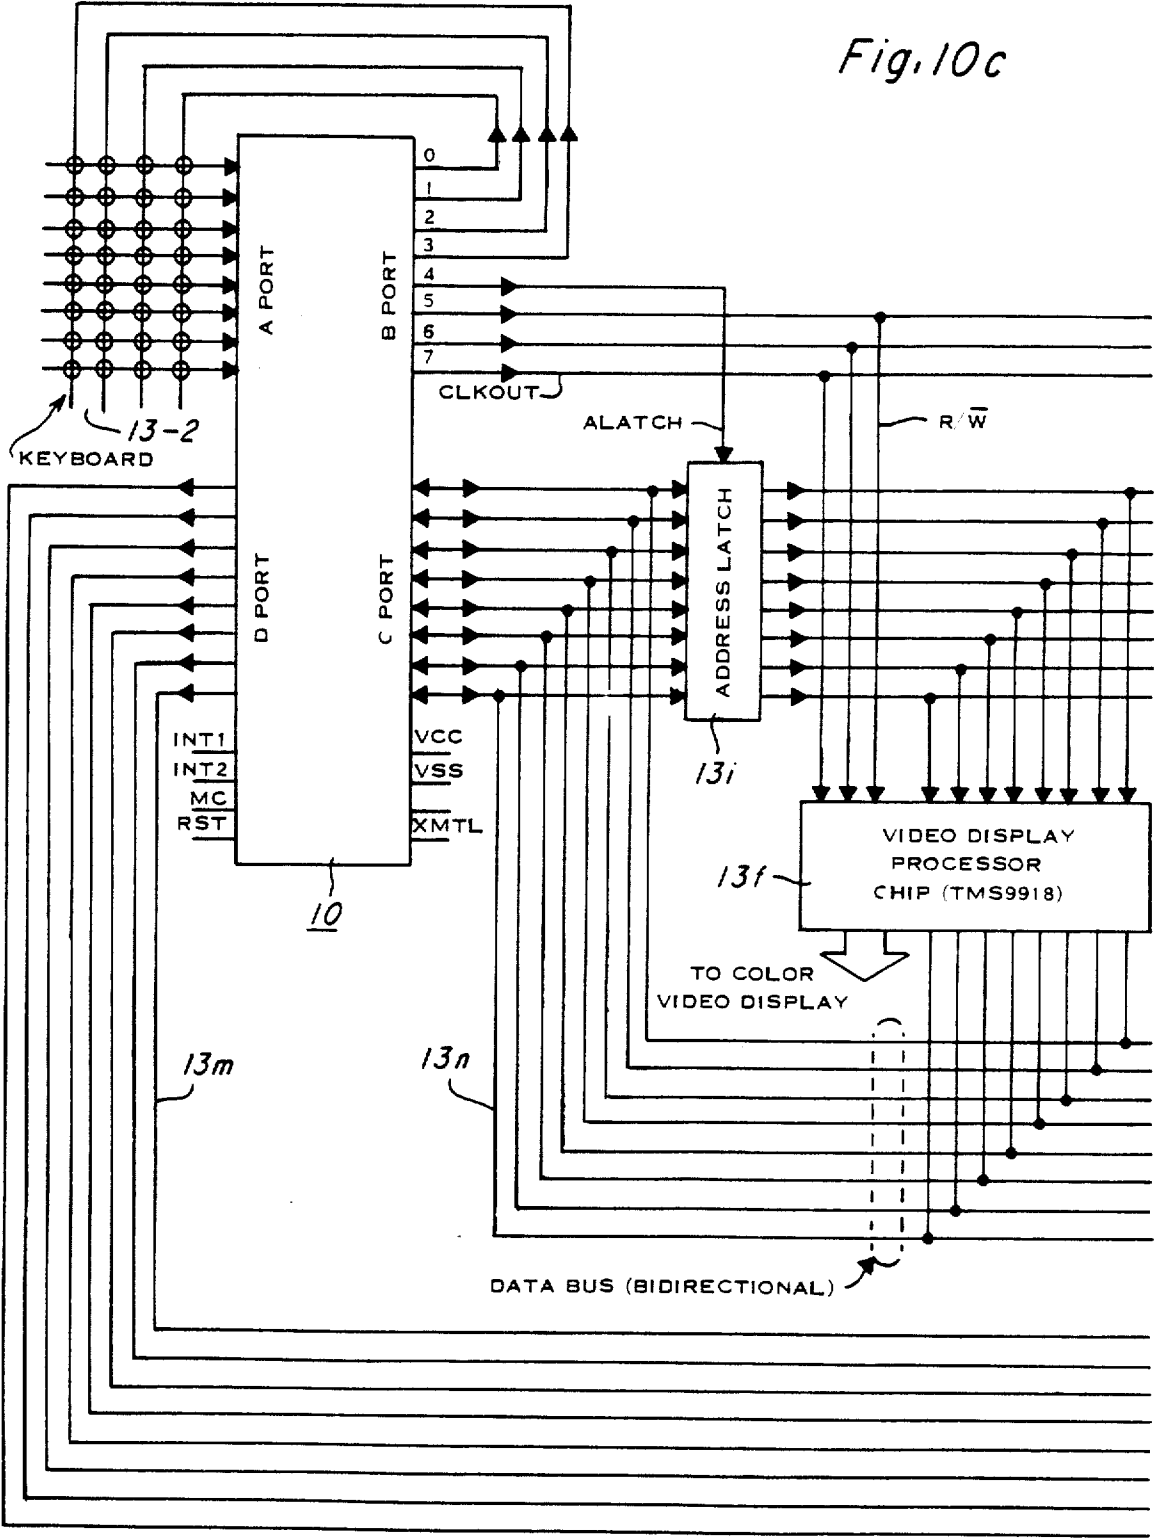 Fig. 10c
0
1
2
3
4
5
6
7
A PORT
B PORT
CLKOUT
ALATCH
R/W̅
13-2
KEYBOARD
D PORT
C PORT
ADDRESS LATCH
13i
INT1
INT2
MC
RST
VCC
VSS
XMTL
10
VIDEO DISPLAY
PROCESSOR
CHIP (TMS9918)
13f
TO COLOR
VIDEO DISPLAY
13m
13n
DATA BUS (BIDIRECTIONAL)